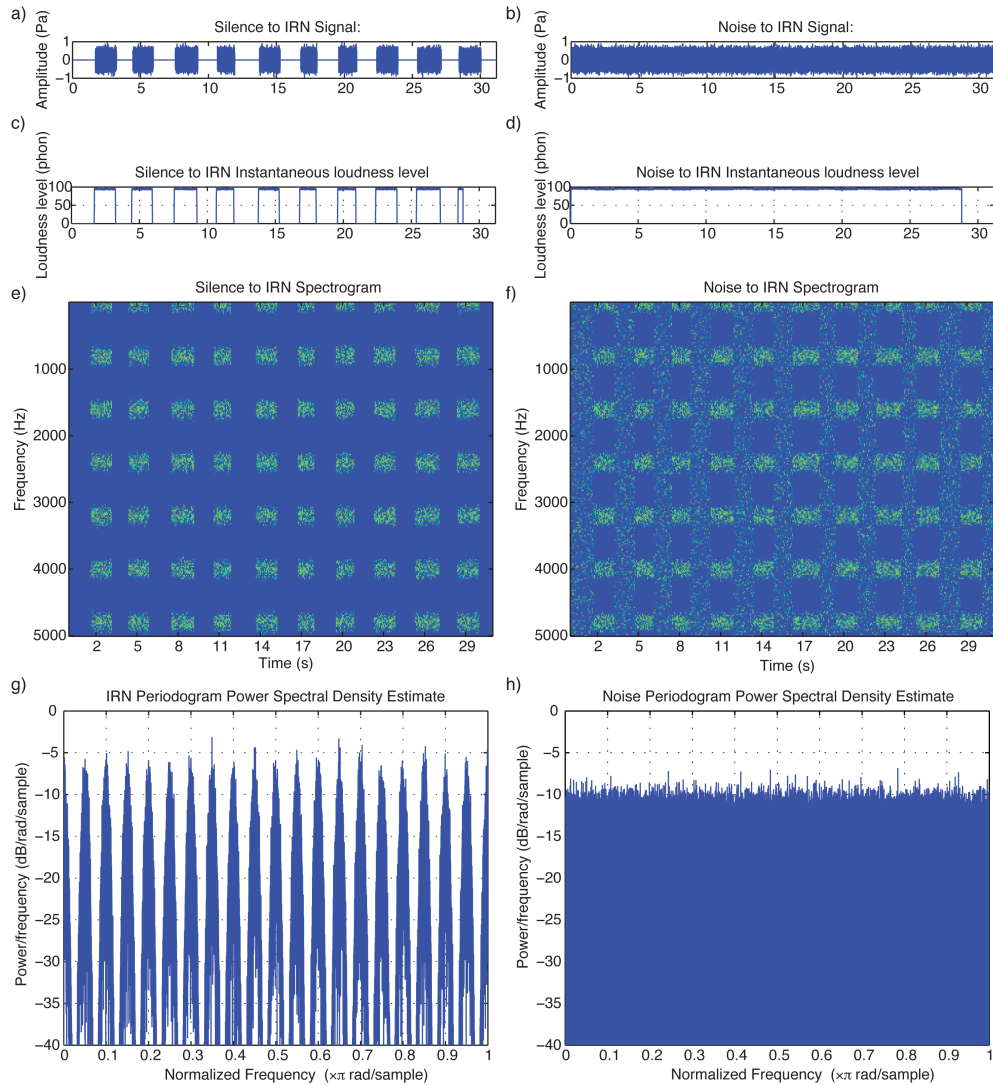 a)
Silence to IRN Signal:
Amplitude (Pa)
1
0
−1
0 5 10 15 20 25 30
b)
Noise to IRN Signal:
Amplitude (Pa)
1
0
−1
0 5 10 15 20 25 30
c)
Silence to IRN Instantaneous loudness level
Loudness level (phon)
100
50
0
0 5 10 15 20 25 30
d)
Noise to IRN Instantaneous loudness level
Loudness level (phon)
100
50
0
0 5 10 15 20 25 30
e)
Silence to IRN Spectrogram
Frequency (Hz)
1000
2000
3000
4000
5000
2 5 8 11 14 17 20 23 26 29
Time (s)
f)
Noise to IRN Spectrogram
Frequency (Hz)
1000
2000
3000
4000
5000
2 5 8 11 14 17 20 23 26 29
Time (s)
g)
IRN Periodogram Power Spectral Density Estimate
Power/frequency (dB/rad/sample)
0
−5
−10
−15
−20
−25
−30
−35
−40
0 0.1 0.2 0.3 0.4 0.5 0.6 0.7 0.8 0.9 1
Normalized Frequency (×π rad/sample)
h)
Noise Periodogram Power Spectral Density Estimate
Power/frequency (dB/rad/sample)
0
−5
−10
−15
−20
−25
−30
−35
−40
0 0.1 0.2 0.3 0.4 0.5 0.6 0.7 0.8 0.9 1
Normalized Frequency (×π rad/sample)